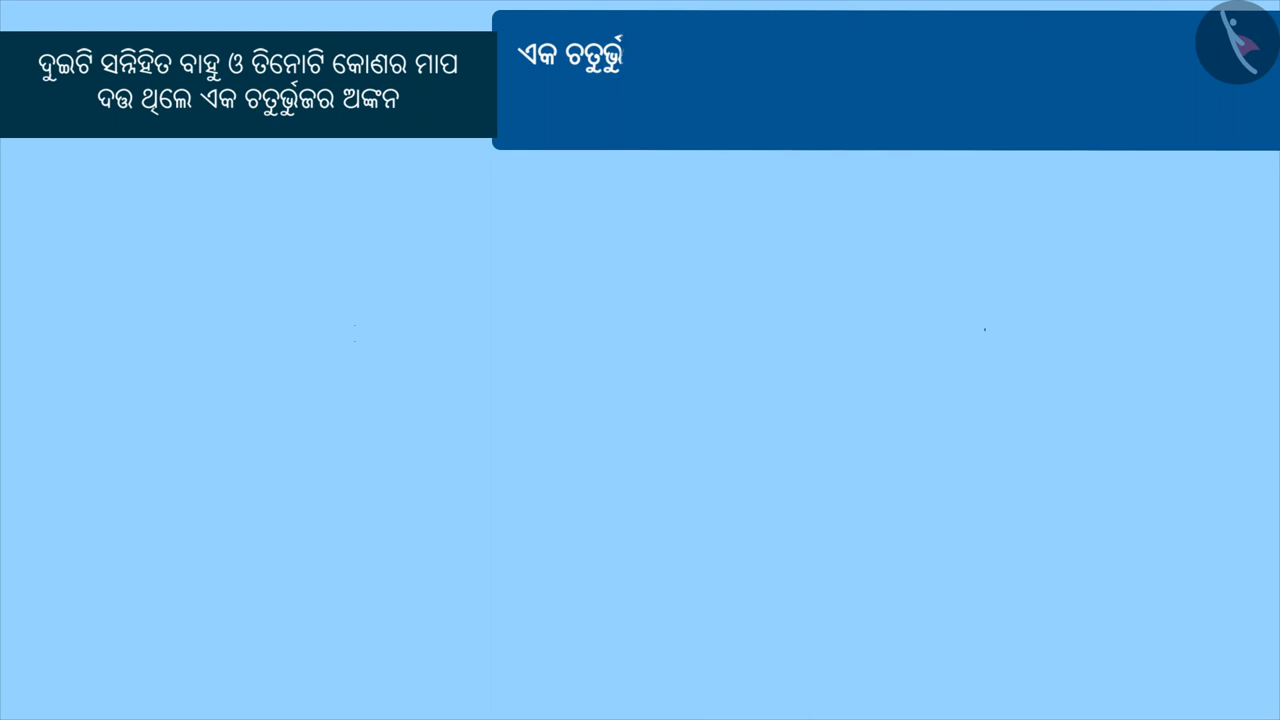 ଦୁଇଟି ସନ୍ନିହିତ ବାହୁ ଓ ତିନୋଟି କୋଣର ମାପ
ଦତ୍ତ ଥିଲେ ଏକ ଚତୁର୍ଭୁଜର ଅଙ୍କନ
ଏକ ଚତୁର୍ଭୁ